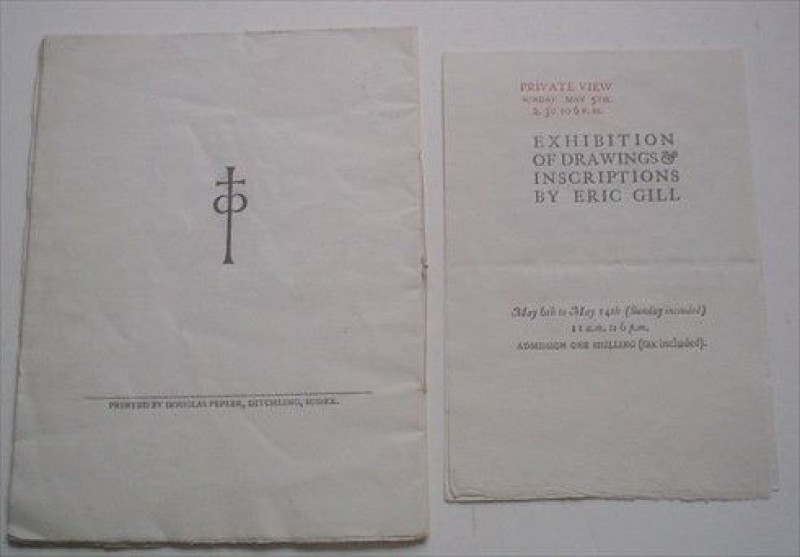 PRINTED BY DOUGLAS PEPLER, DITCHLING, SUSSEX.
PRIVATE VIEW
SUNDAY MAY 5TH.
2.30 TO 6 P.M.
EXHIBITION
OF DRAWINGS &
INSCRIPTIONS
BY ERIC GILL
May 6th to May 14th (Sunday included)
11 a.m. to 6 p.m.
ADMISSION ONE SHILLING (tax included).